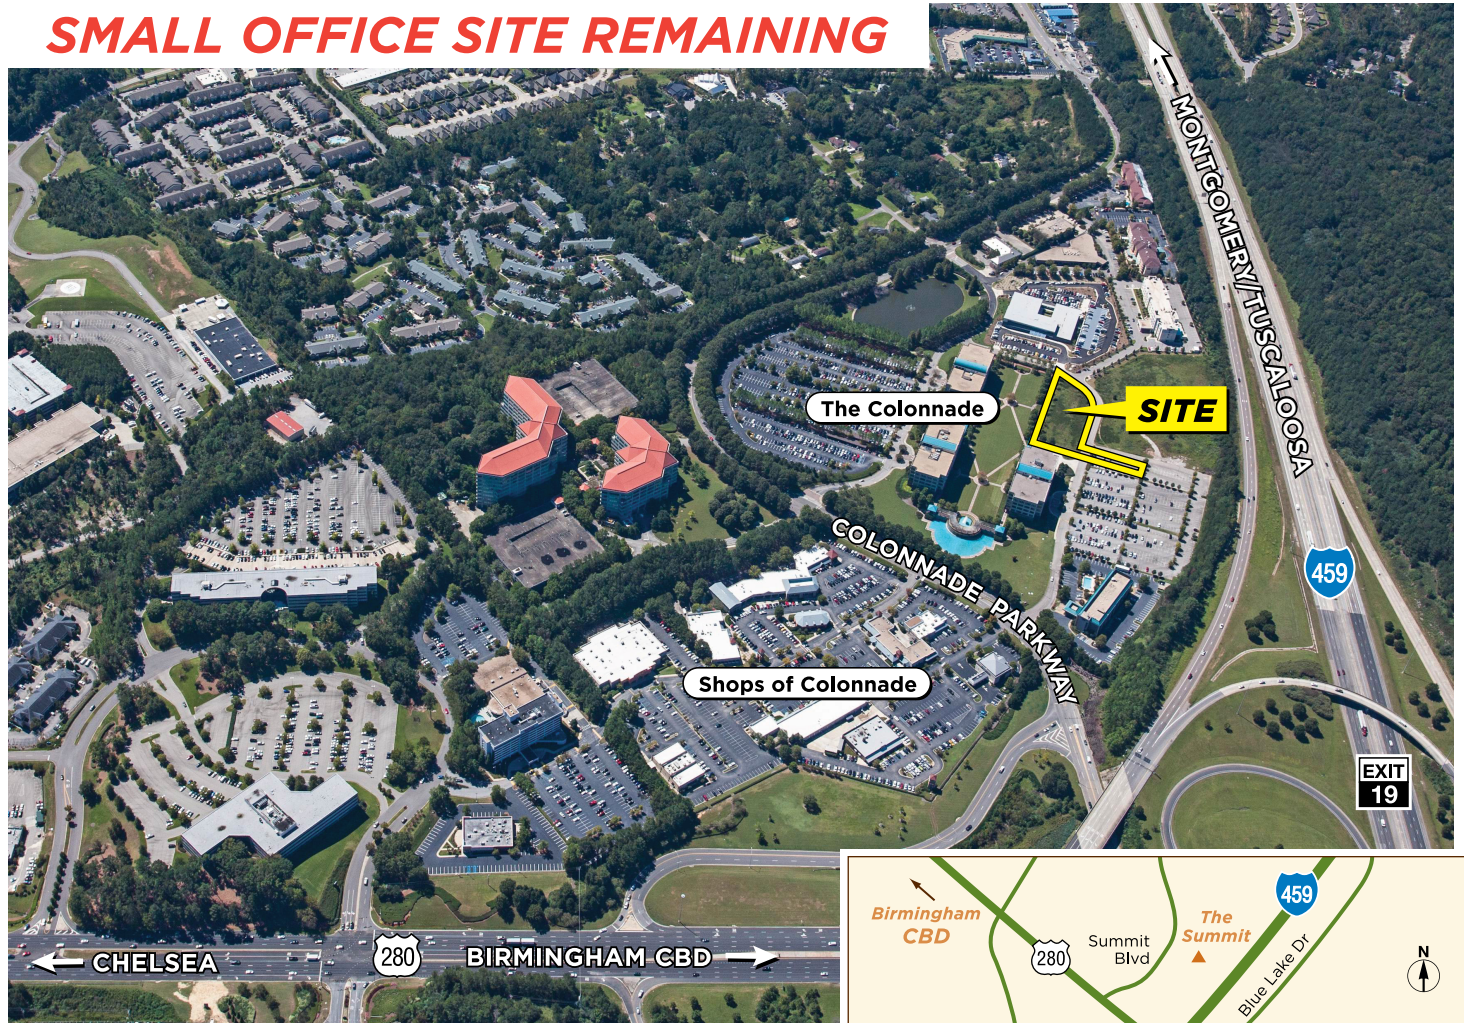 SMALL OFFICE SITE REMAINING
MONTGOMERY/TUSCALOOSA
The Colonnade
SITE
COLONNADE PARKWAY
459
Shops of Colonnade
EXIT
19
CHELSEA
280
BIRMINGHAM CBD
Birmingham
CBD
280
Summit
Blvd
The
Summit
459
Blue Lake Dr
N